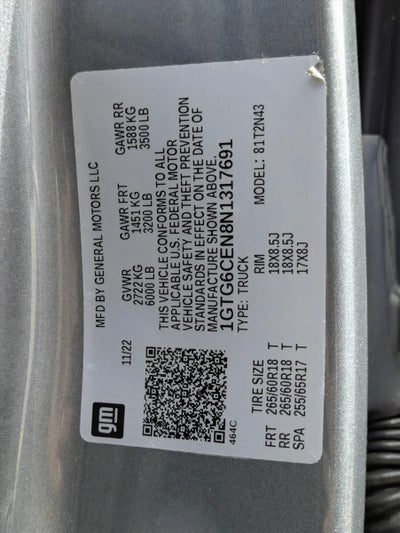 gm
MFD BY GENERAL MOTORS LLC
11/22
GVWR
2722 KG
6000 LB
GAWR FRT
1451 KG
3200 LB
GAWR RR
1588 KG
3500 LB
THIS VEHICLE CONFORMS TO ALL
APPLICABLE U.S. FEDERAL MOTOR
VEHICLE SAFETY AND THEFT PREVENTION
STANDARDS IN EFFECT ON THE DATE OF
MANUFACTURE SHOWN ABOVE.
1GTG6CEN8N1317691
TYPE: TRUCK
MODEL: 81T2N43
464C
TIRE SIZE RIM
FRT 265/60R18 T 18X8.5J
RR 265/60R18 T 18X8.5J
SPA 255/65R17 T 17X8J